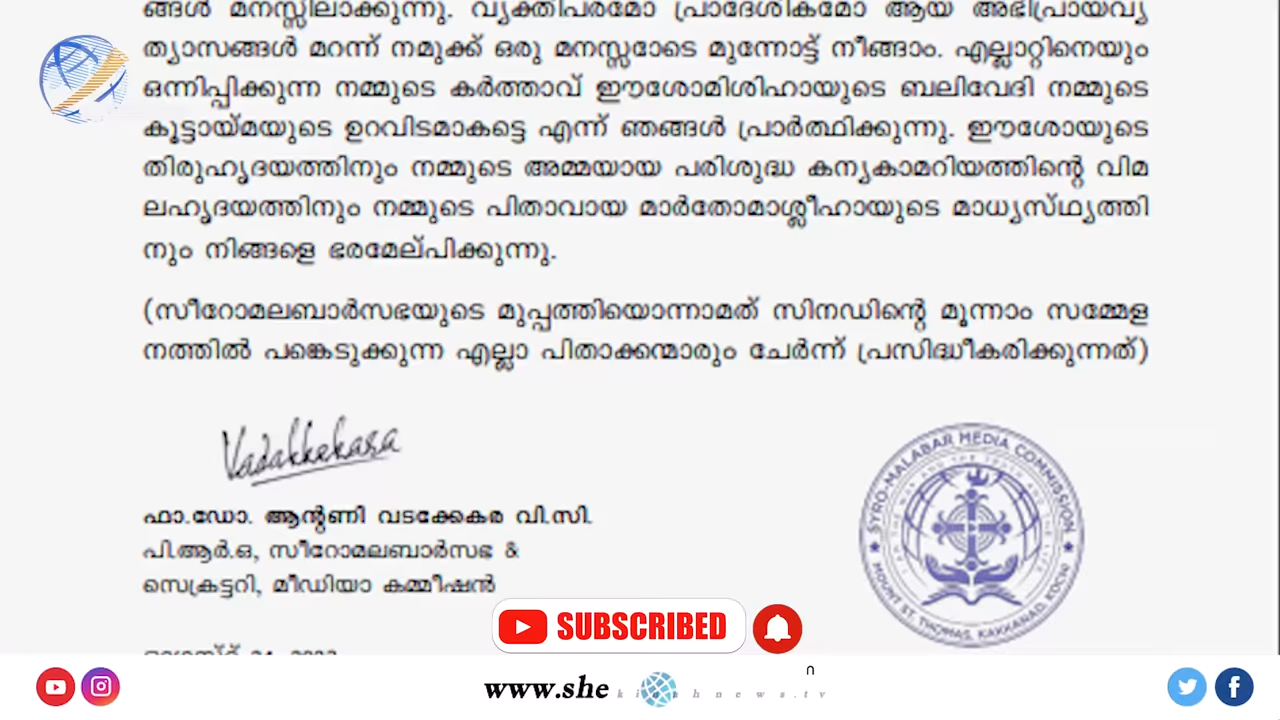 ങ്ങൾ മനസ്സിലാക്കുന്നു. വ്യക്തിപരമോ പ്രാദേശികമോ ആയ അഭിപ്രായവ്യ
ത്യാസങ്ങൾ മറന്ന് നമുക്ക് ഒരു മനസ്സോടെ മുന്നോട്ട് നീങ്ങാം. എല്ലാറ്റിനെയും
ഒന്നിപ്പിക്കുന്ന നമ്മുടെ കർത്താവ് ഈശോമിശിഹായുടെ ബലിവേദി നമ്മുടെ
കൂട്ടായ്മയുടെ ഉറവിടമാകട്ടെ എന്ന് ഞങ്ങൾ പ്രാർത്ഥിക്കുന്നു. ഈശോയുടെ
തിരുഹൃദയത്തിനും നമ്മുടെ അമ്മയായ പരിശുദ്ധ കന്യകാമറിയത്തിന്റെ വിമ
ലഹൃദയത്തിനും നമ്മുടെ പിതാവായ മാർതോമാശ്ലീഹായുടെ മാധ്യസ്ഥ്യത്തി
നും നിങ്ങളെ ഭരമേല്പിക്കുന്നു.
(സീറോമലബാർസഭയുടെ മുപ്പത്തിയൊന്നാമത് സിനഡിന്റെ മൂന്നാം സമ്മേള
നത്തിൽ പങ്കെടുക്കുന്ന എല്ലാ പിതാക്കന്മാരും ചേർന്ന് പ്രസിദ്ധീകരിക്കുന്നത്)
Vadakkekara
ഫാ.ഡോ. ആന്റണി വടക്കേകര വി.സി.
പി.ആർ.ഒ, സീറോമലബാർസഭ &
സെക്രട്ടറി, മീഡിയാ കമ്മീഷൻ
SYRO-MALABAR MEDIA COMMISSION
MOUNT ST. THOMAS, KAKKANAD, KOCHI
SUBSCRIBED
www.she